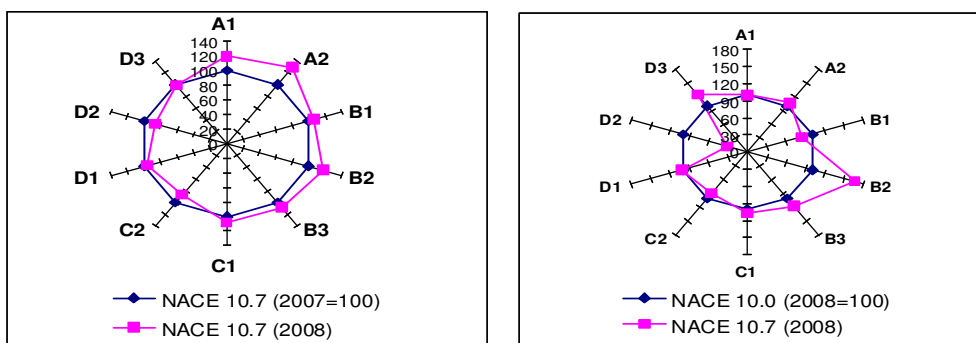 A1
140
120
100
80
60
40
20
0
A2
B1
B2
B3
C1
C2
D1
D2
D3
NACE 10.7 (2007=100)
NACE 10.7 (2008)
A1
180
150
120
90
60
30
0
A2
B1
B2
B3
C1
C2
D1
D2
D3
NACE 10.0 (2008=100)
NACE 10.7 (2008)